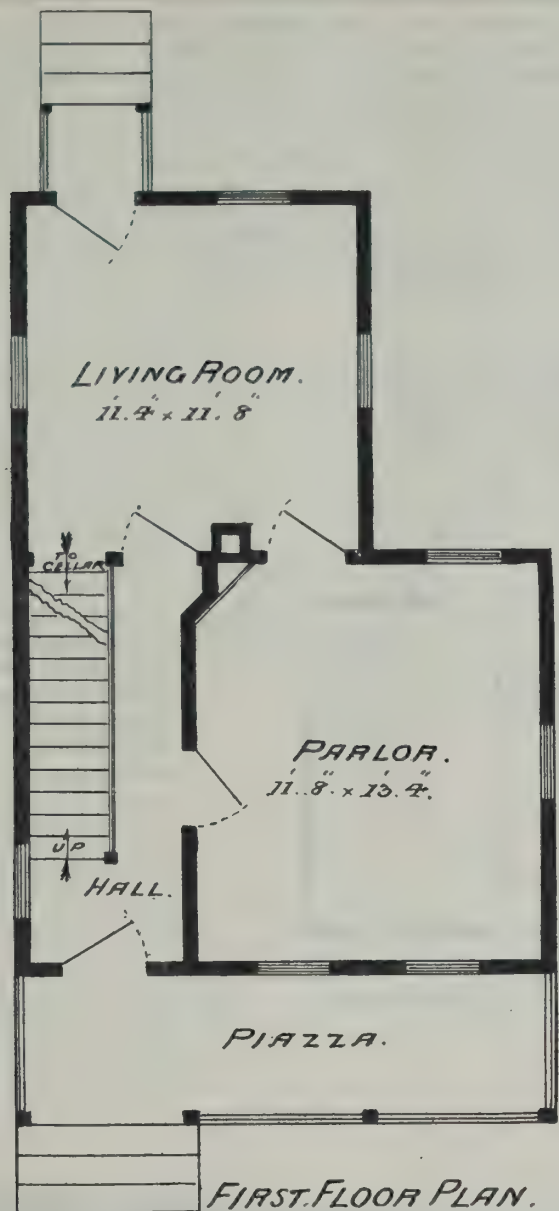 LIVING ROOM.
11'. 4" x 11'. 8"
TO
CELLAR
PARLOR.
11'. 8". x 13'. 4".
UP
HALL.
PIAZZA.
FIRST. FLOOR PLAN.